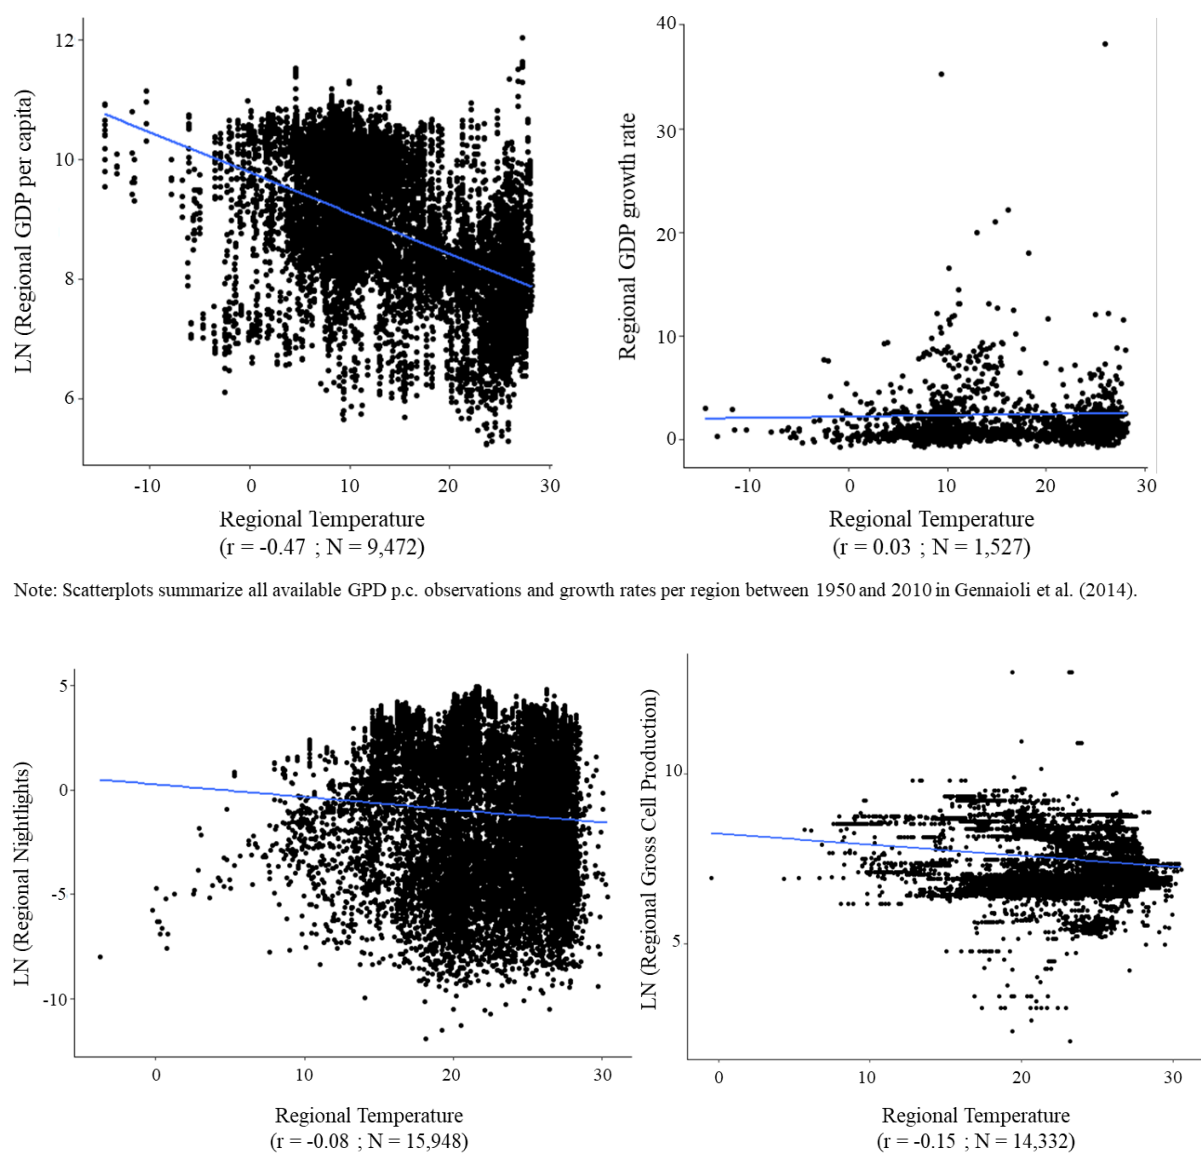 12
10
8
6
LN (Regional GDP per capita)
-10 0 10 20 30
Regional Temperature
(r = -0.47 ; N = 9,472)
40
30
20
10
0
Regional GDP growth rate
-10 0 10 20 30
Regional Temperature
(r = 0.03 ; N = 1,527)
Note: Scatterplots summarize all available GPD p.c. observations and growth rates per region between 1950 and 2010 in Gennaioli et al. (2014).
5
0
-5
-10
LN (Regional Nightlights)
0 10 20 30
Regional Temperature
(r = -0.08 ; N = 15,948)
10
5
LN (Regional Gross Cell Production)
0 10 20 30
Regional Temperature
(r = -0.15 ; N = 14,332)